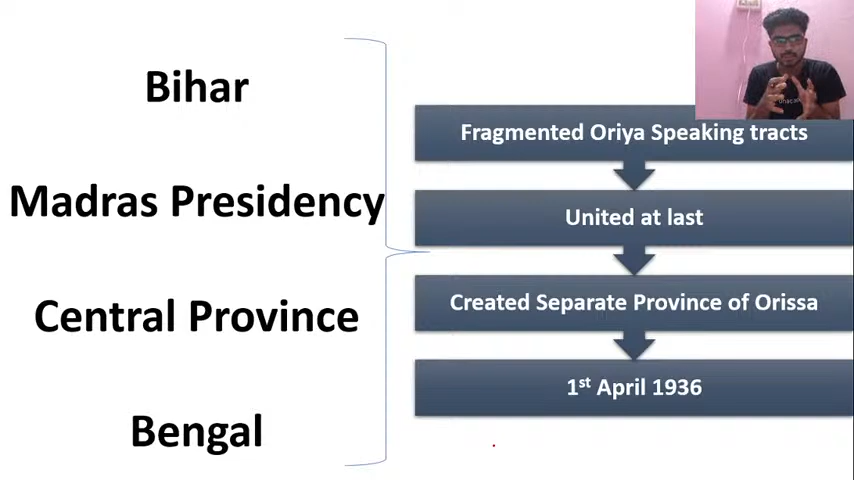 Bihar
Madras Presidency
Central Province
Bengal
Fragmented Oriya Speaking tracts
United at last
Created Separate Province of Orissa
1st April 1936